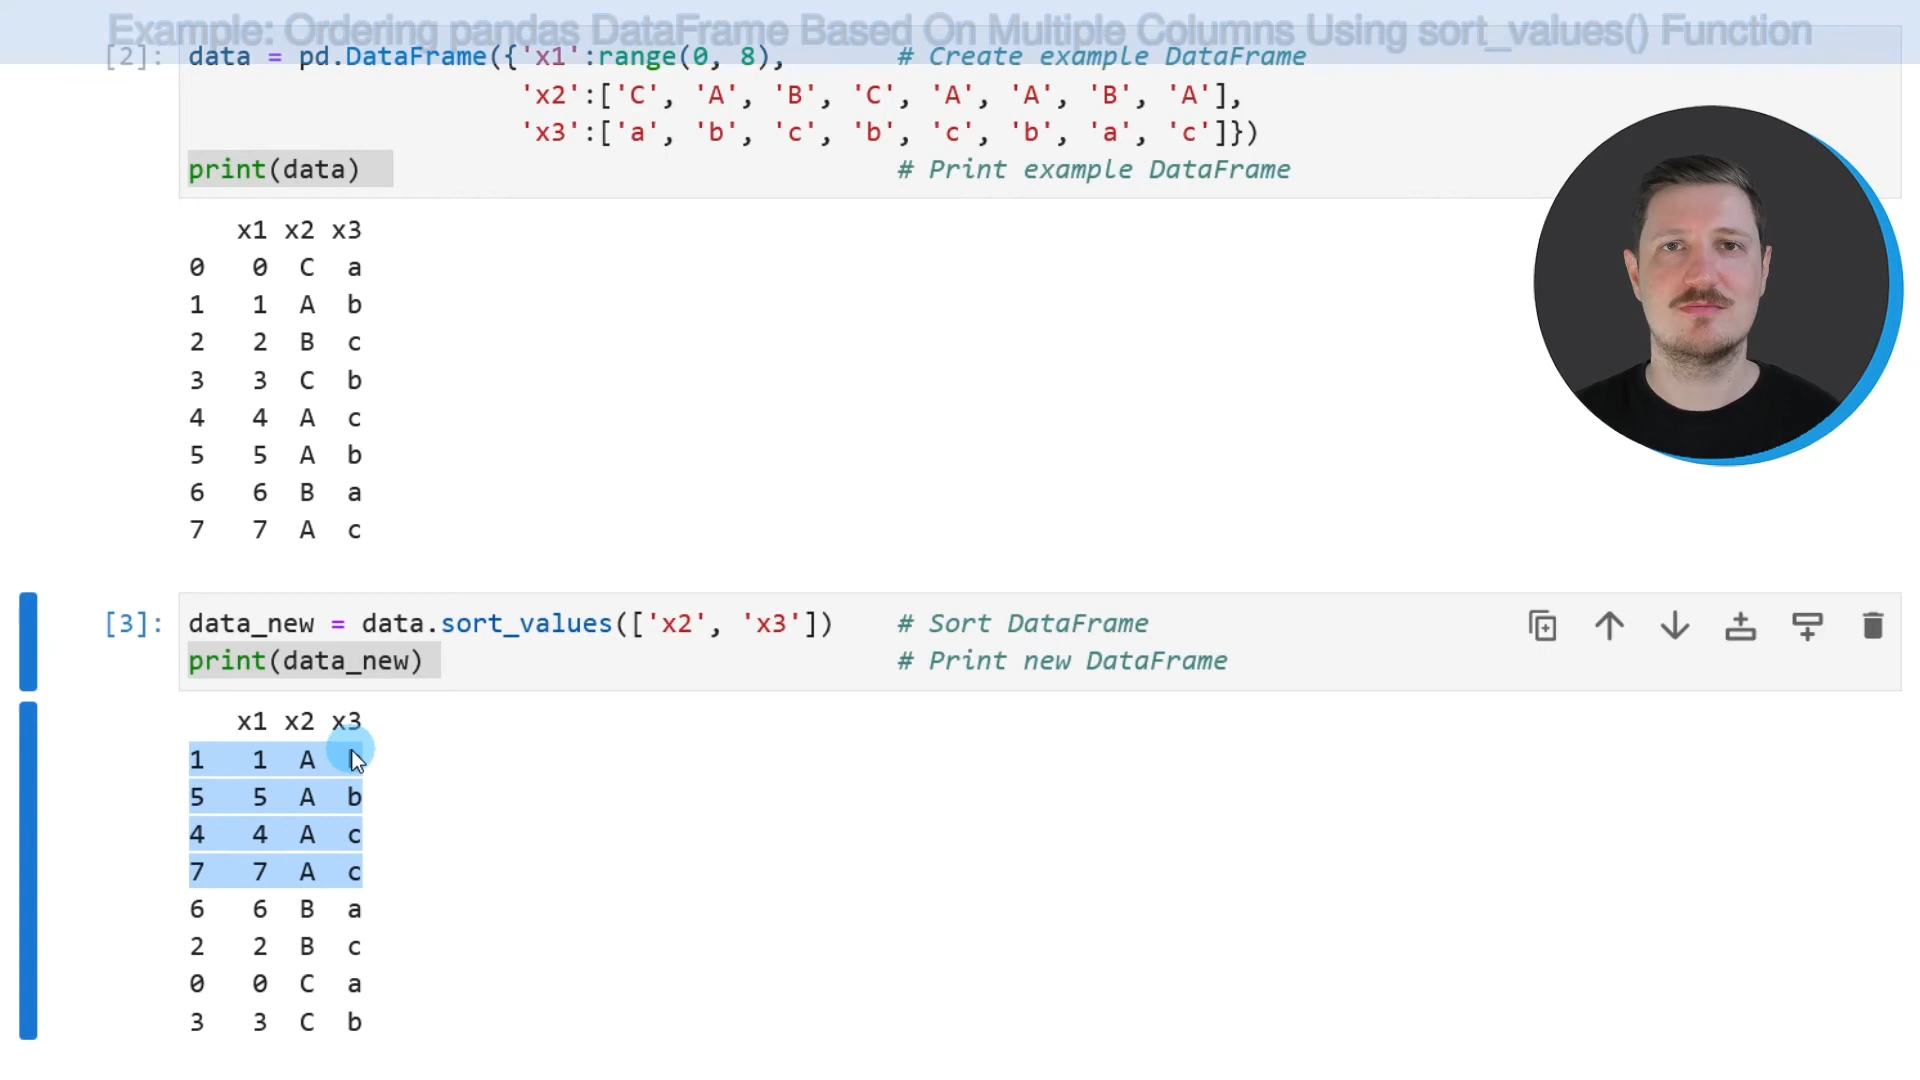 Example: Ordering pandas DataFrame Based On Multiple Columns Using sort_values() Function
[2]: data = pd.DataFrame({'x1':range(0, 8), # Create example DataFrame
'x2':['C', 'A', 'B', 'C', 'A', 'A', 'B', 'A'],
'x3':['a', 'b', 'c', 'b', 'c', 'b', 'a', 'c']})
print(data) # Print example DataFrame
x1 x2 x3
0 0 C a
1 1 A b
2 2 B c
3 3 C b
4 4 A c
5 5 A b
6 6 B a
7 7 A c
[3]: data_new = data.sort_values(['x2', 'x3']) # Sort DataFrame
print(data_new) # Print new DataFrame
x1 x2 x3
1 1 A
5 5 A b
4 4 A c
7 7 A c
6 6 B a
2 2 B c
0 0 C a
3 3 C b